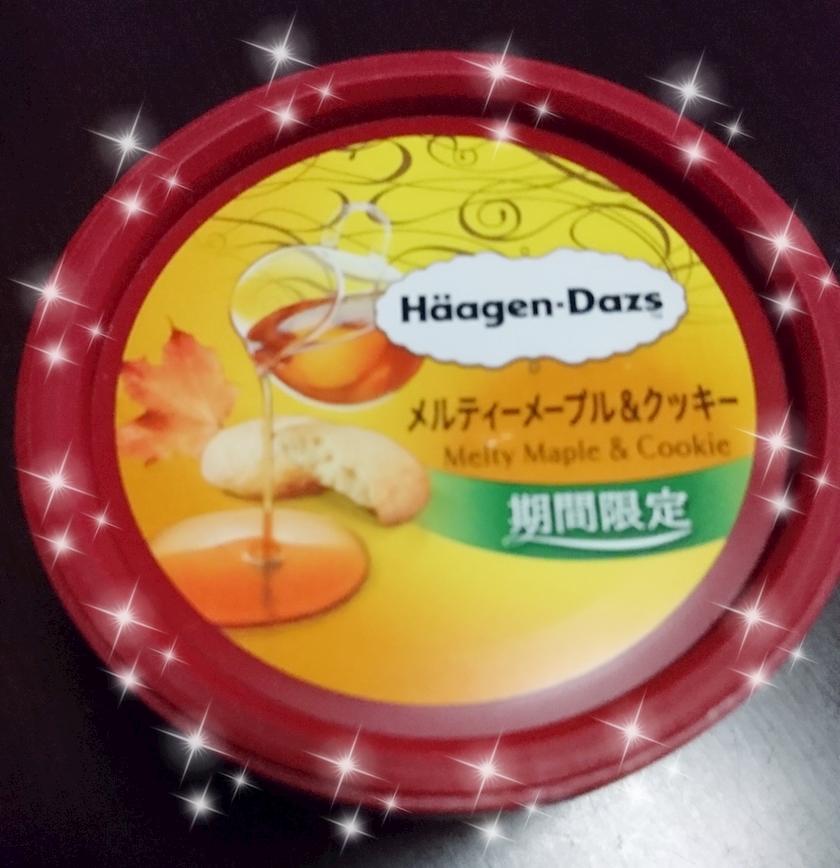 Häagen-Dazs
メルティーメープル&クッキー
Melty Maple & Cookie
期間限定